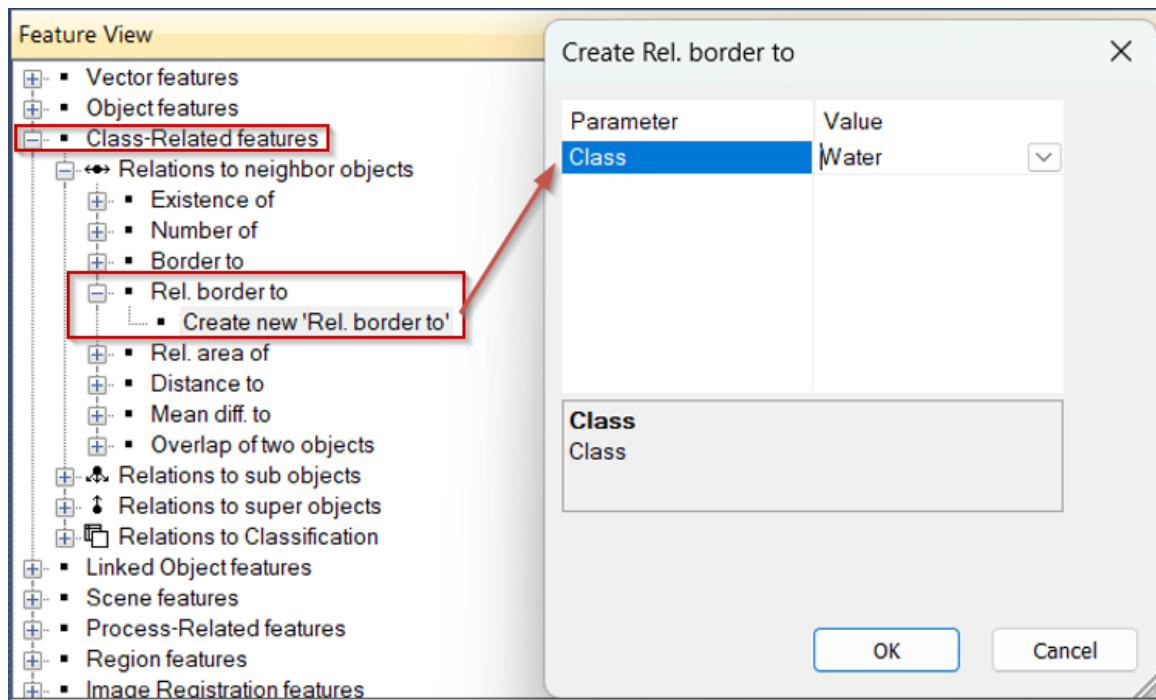 Feature View
Vector features
Object features
Class-Related features
Relations to neighbor objects
Existence of
Number of
Border to
Rel. border to
Create new 'Rel. border to'
Rel. area of
Distance to
Mean diff. to
Overlap of two objects
Relations to sub objects
Relations to super objects
Relations to Classification
Linked Object features
Scene features
Process-Related features
Region features
Image Registration features
Create Rel. border to
Parameter Value
Class Water
Class
Class
OK Cancel